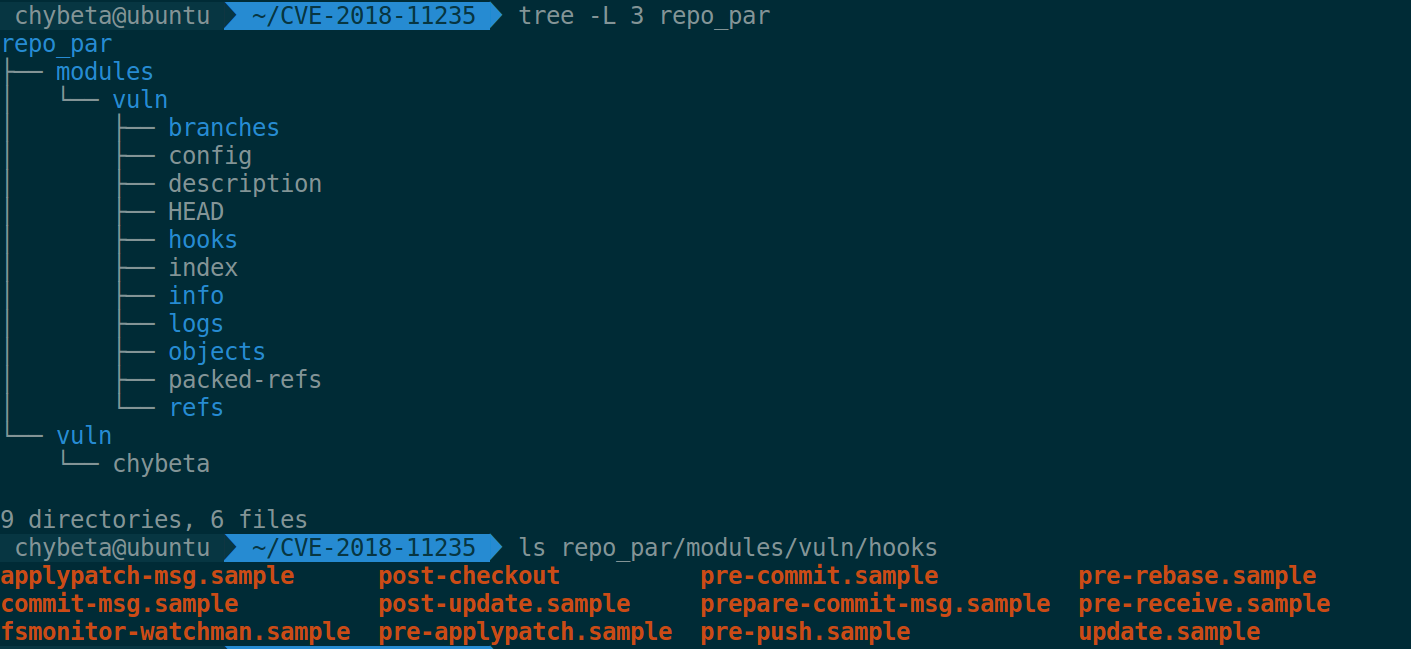 chybeta@ubuntu ~/CVE-2018-11235 tree -L 3 repo_par
repo_par
├── modules
│   └── vuln
│       ├── branches
│       ├── config
│       ├── description
│       ├── HEAD
│       ├── hooks
│       ├── index
│       ├── info
│       ├── logs
│       ├── objects
│       ├── packed-refs
│       └── refs
└── vuln
    └── chybeta
9 directories, 6 files
chybeta@ubuntu ~/CVE-2018-11235 ls repo_par/modules/vuln/hooks
applypatch-msg.sample post-checkout pre-commit.sample pre-rebase.sample
commit-msg.sample post-update.sample prepare-commit-msg.sample pre-receive.sample
fsmonitor-watchman.sample pre-applypatch.sample pre-push.sample update.sample